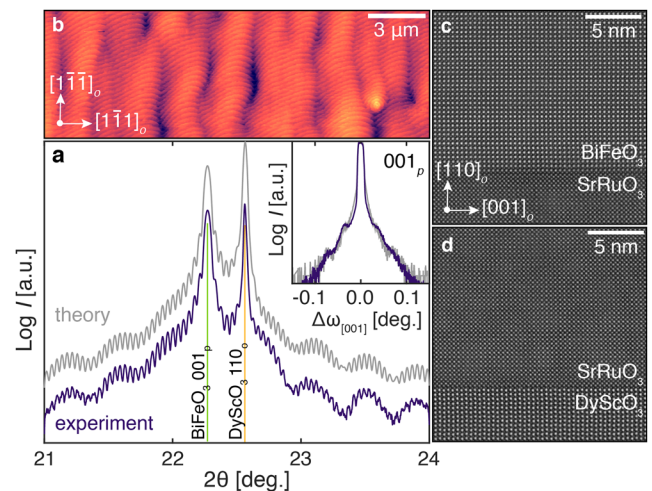 b
3 μm
[11̅1̅]ₒ
[11̅1]ₒ
c
5 nm
BiFeO₃
[110]ₒ
SrRuO₃
[001]ₒ
a
Log I [a.u.]
theory
experiment
BiFeO₃ 001ₚ
DyScO₃ 110ₒ
21
22
23
24
2θ [deg.]
001ₚ
Log I [a.u.]
-0.1
0.0
0.1
Δω[001] [deg.]
d
5 nm
SrRuO₃
DyScO₃